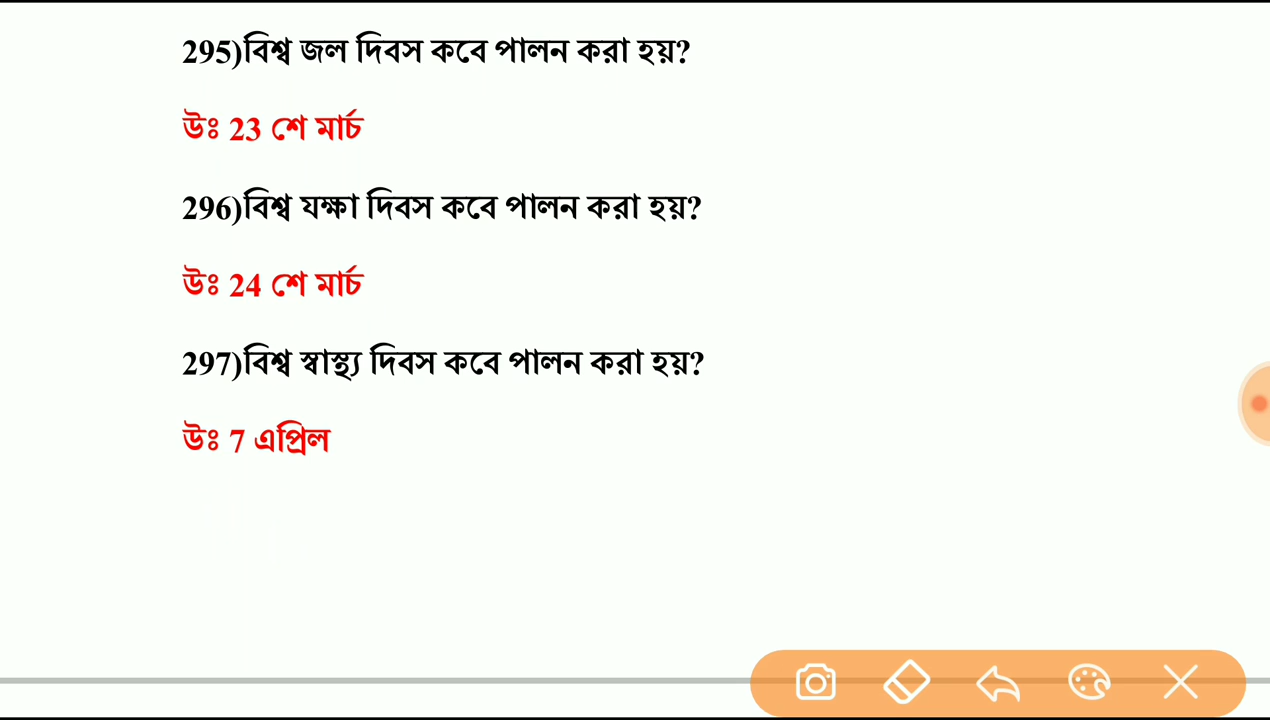 295)বিশ্ব জল দিবস কবে পালন করা হয়?
উঃ 23 শে মার্চ
296)বিশ্ব যক্ষা দিবস কবে পালন করা হয়?
উঃ 24 শে মার্চ
297)বিশ্ব স্বাস্থ্য দিবস কবে পালন করা হয়?
উঃ 7 এপ্রিল